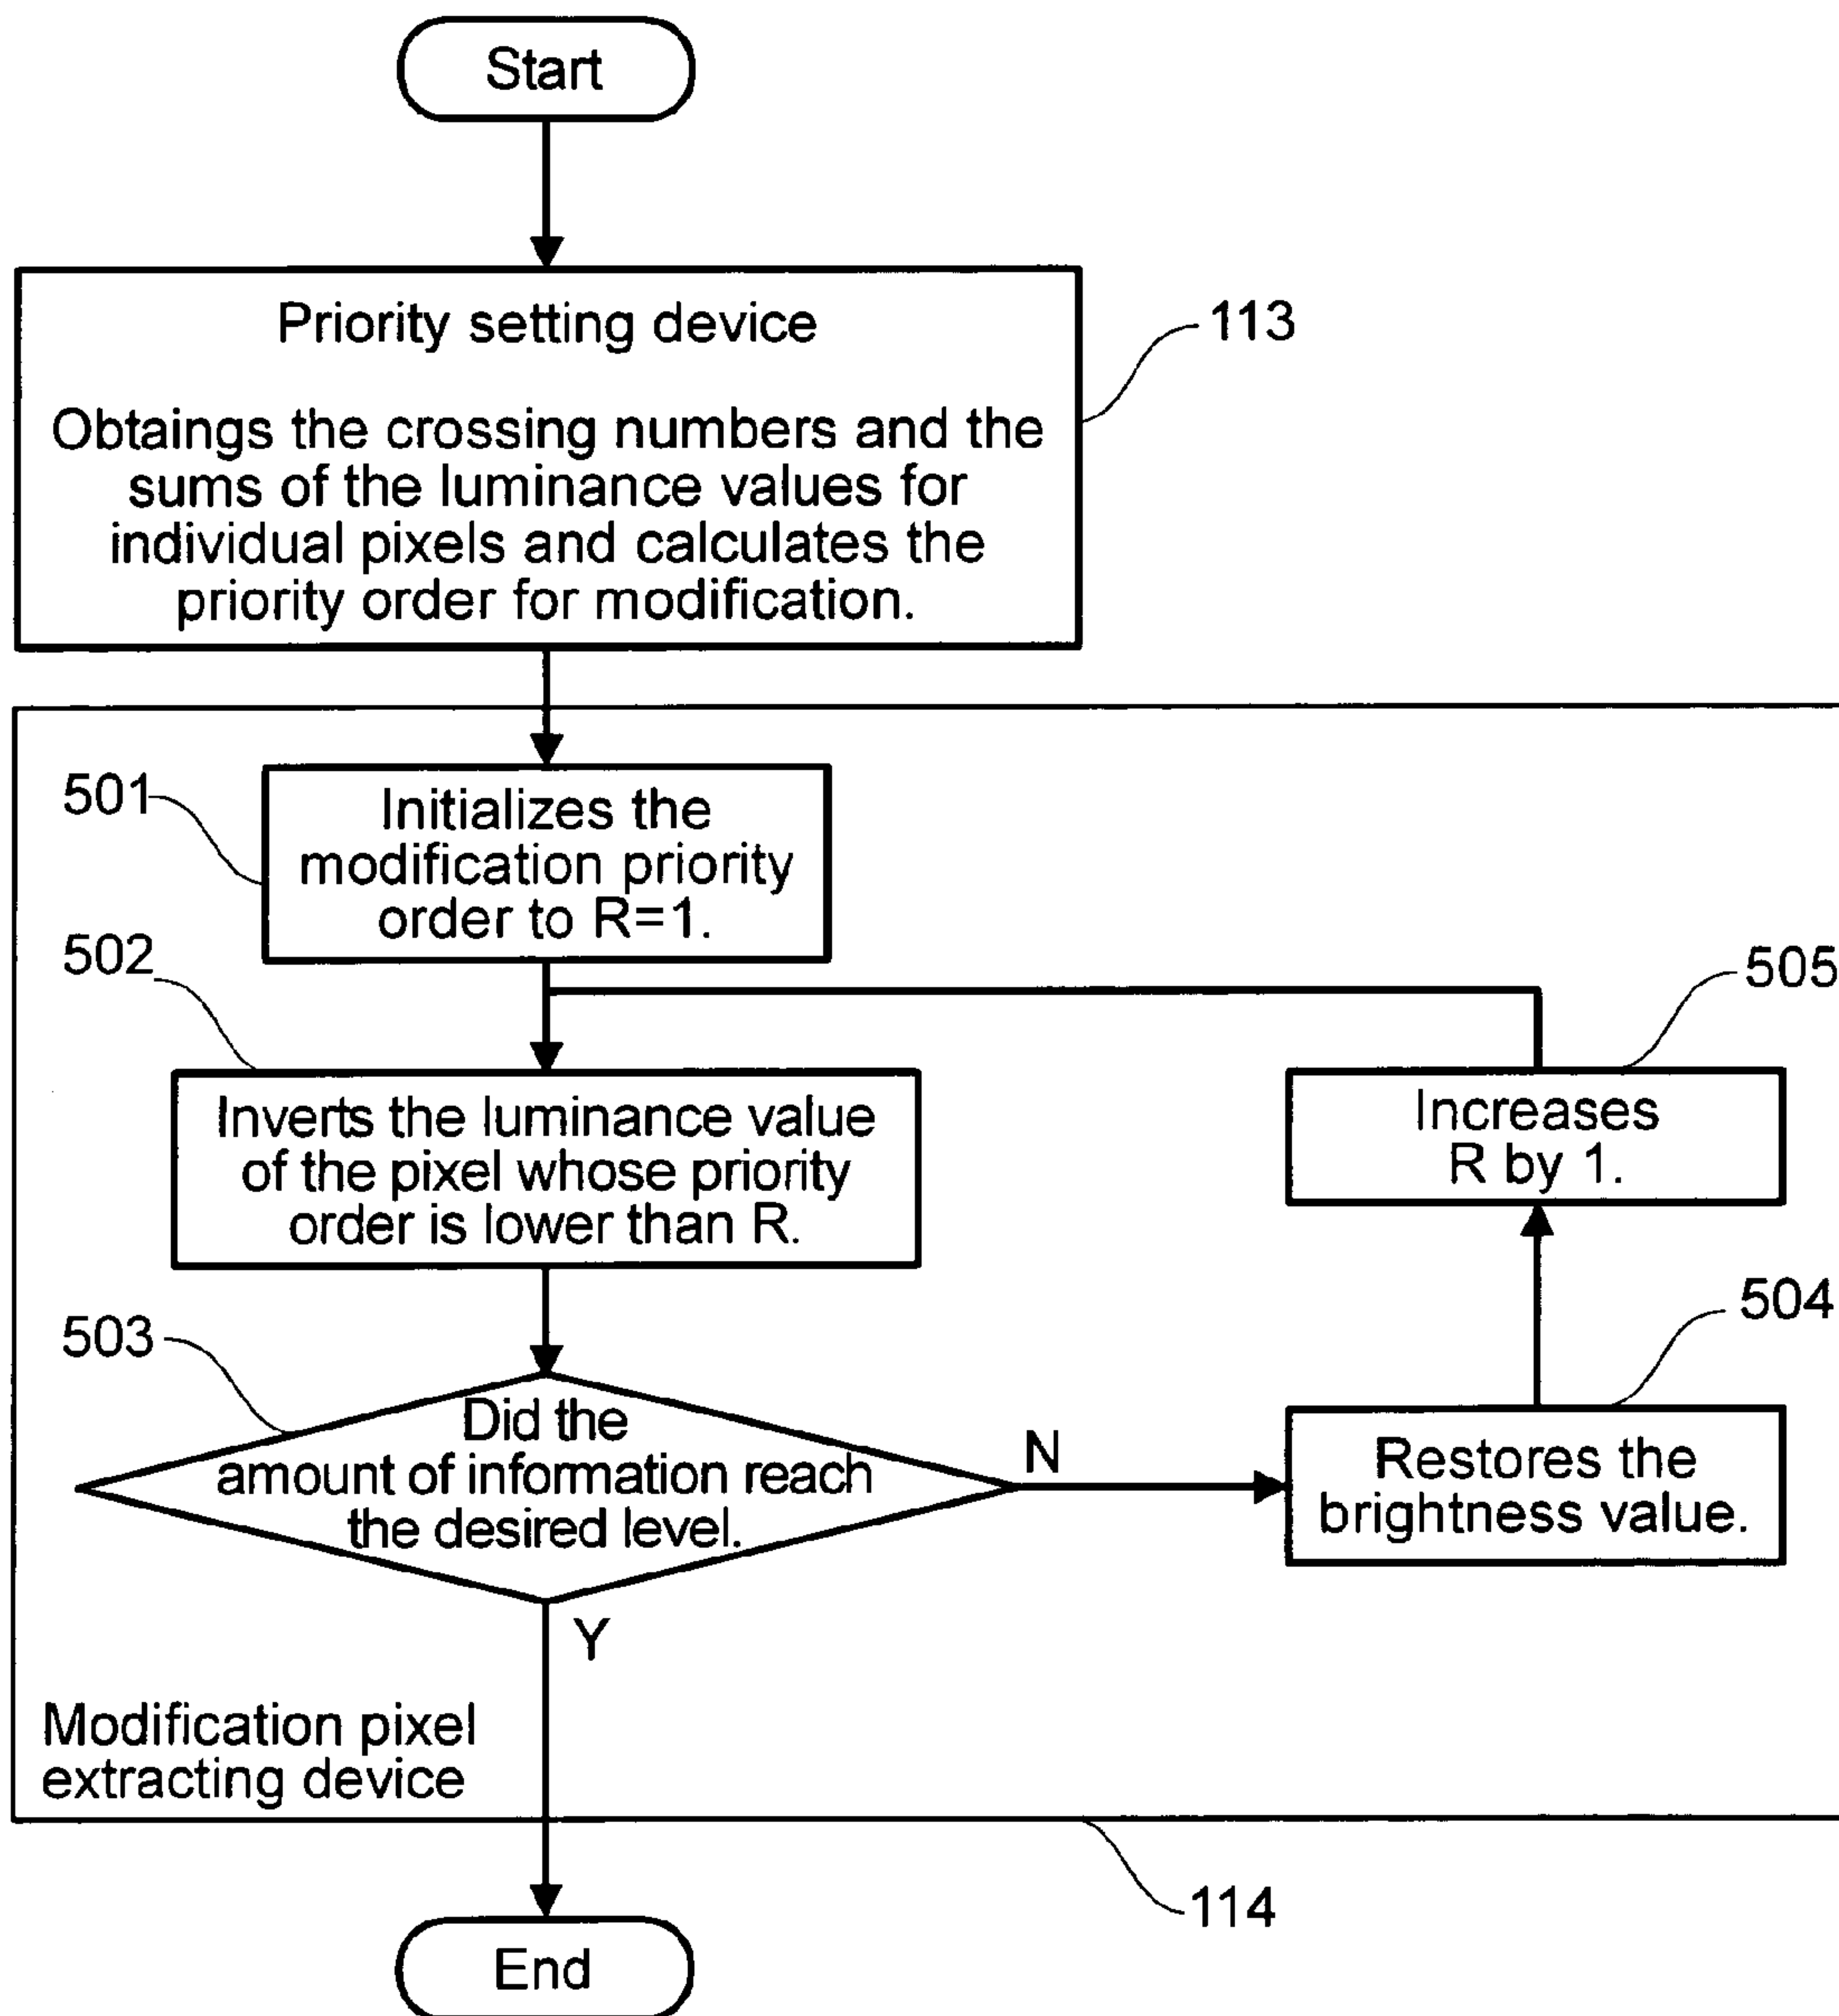 Start
Priority setting device
113
Obtaings the crossing numbers and the
sums of the luminance values for
individual pixels and calculates the
priority order for modification.
501
Initializes the
modification priority
order to R=1.
502
505
Inverts the luminance value
of the pixel whose priority
order is lower than R.
Increases
R by 1.
503
504
Did the
amount of information reach
the desired level.
N
Restores the
brightness value.
Y
Modification pixel
extracting device
114
End